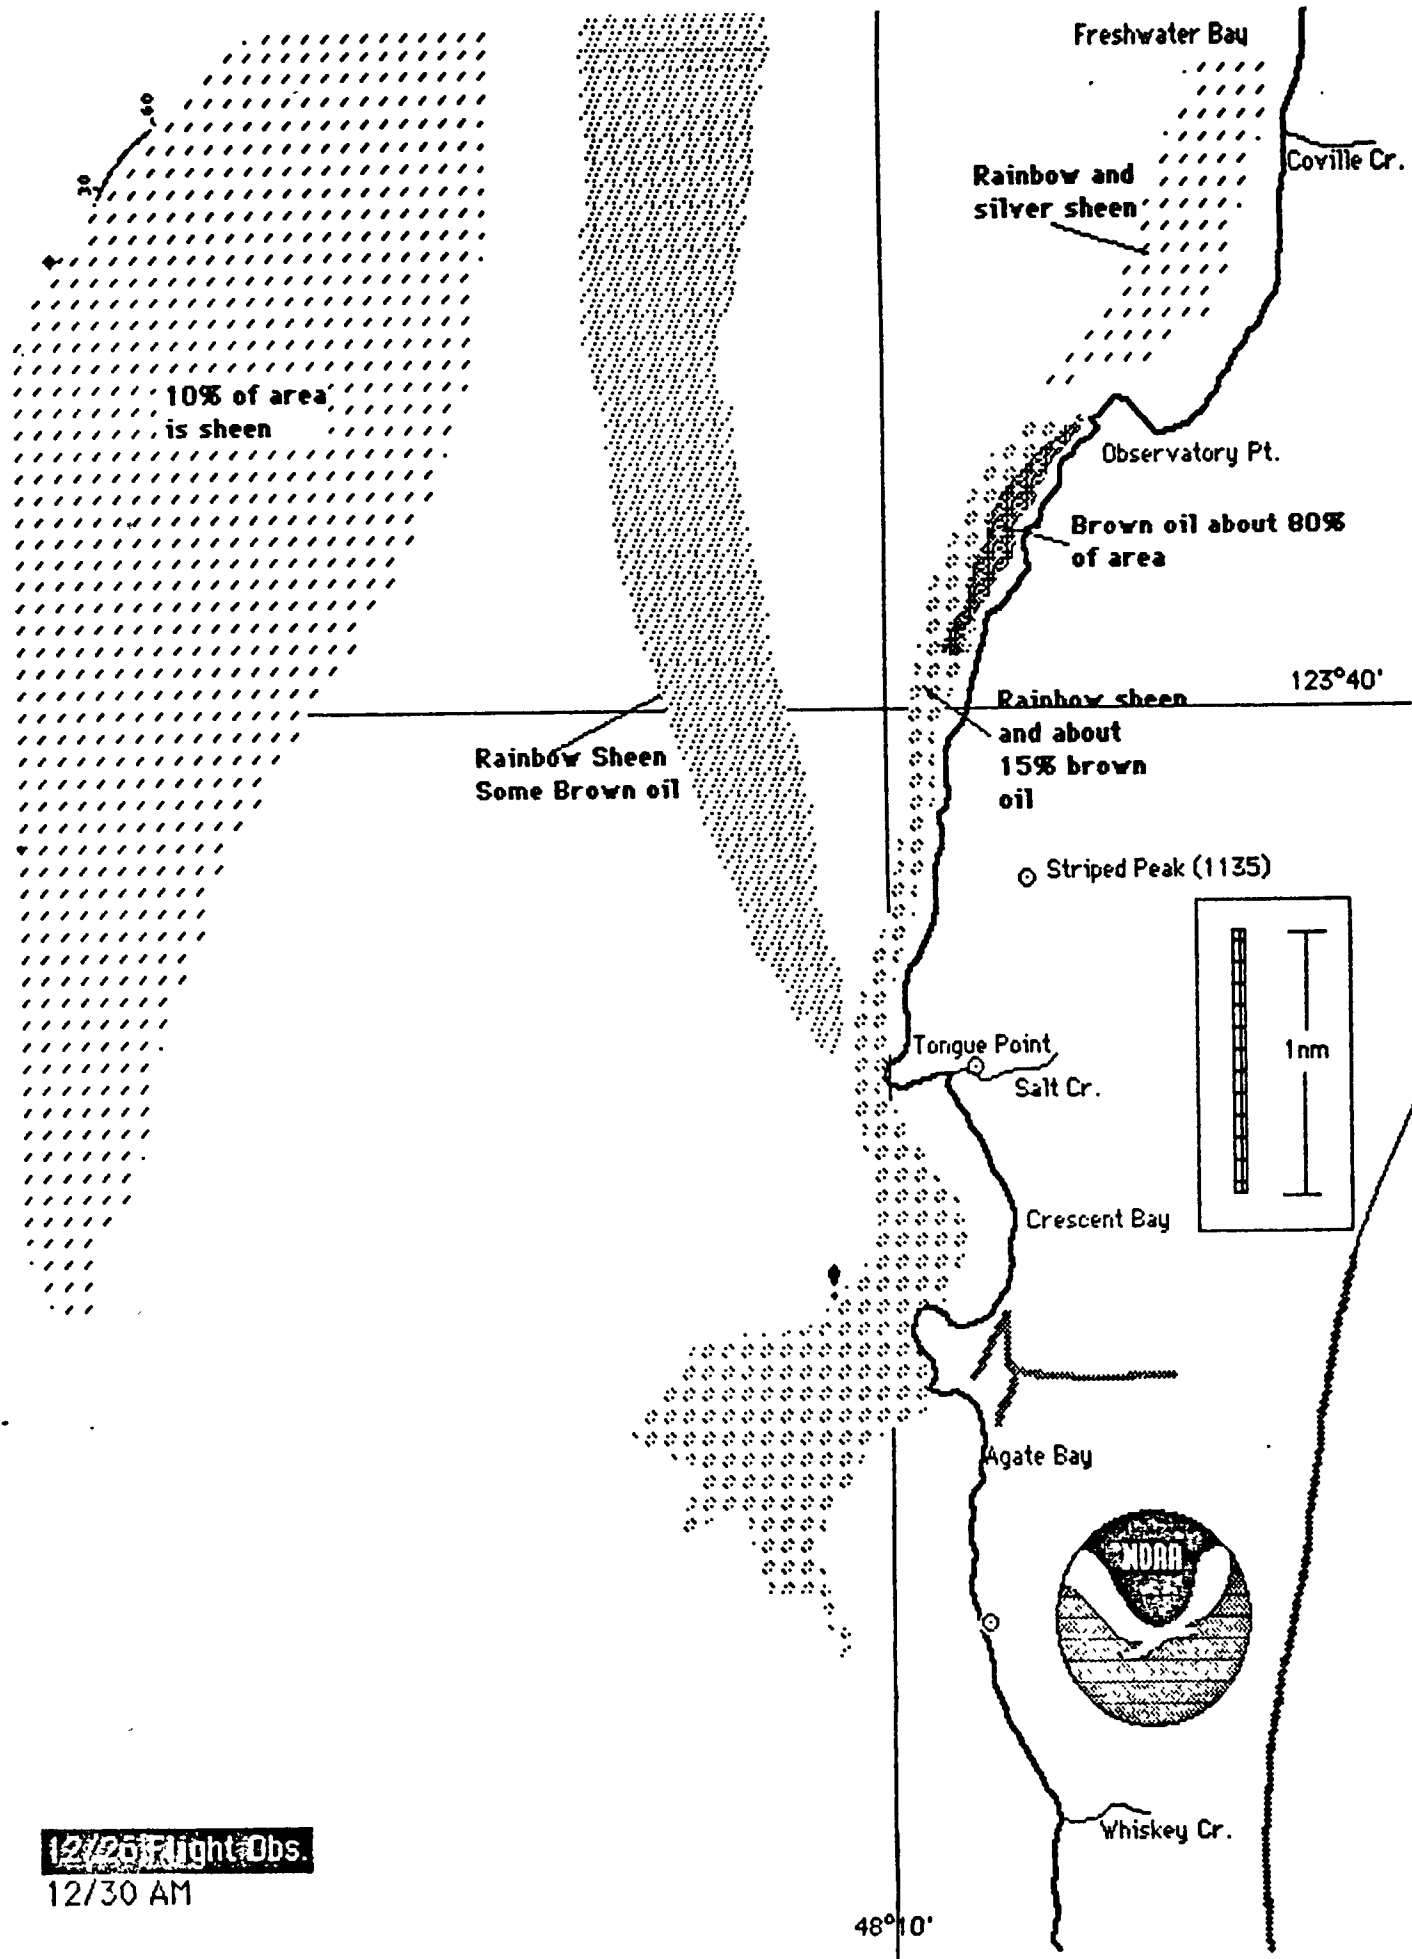 Freshwater Bay
60
30
Coville Cr.
Rainbow and
silver sheen
10% of area
is sheen
Observatory Pt.
Brown oil about 80%
of area
123°40'
Rainbow sheen
and about
15% brown
oil
Rainbow Sheen
Some Brown oil
Striped Peak (1135)
1nm
Tongue Point
Salt Cr.
Crescent Bay
Agate Bay
NOAA
Whiskey Cr.
Flight Obs.
12/30 AM
48°10'